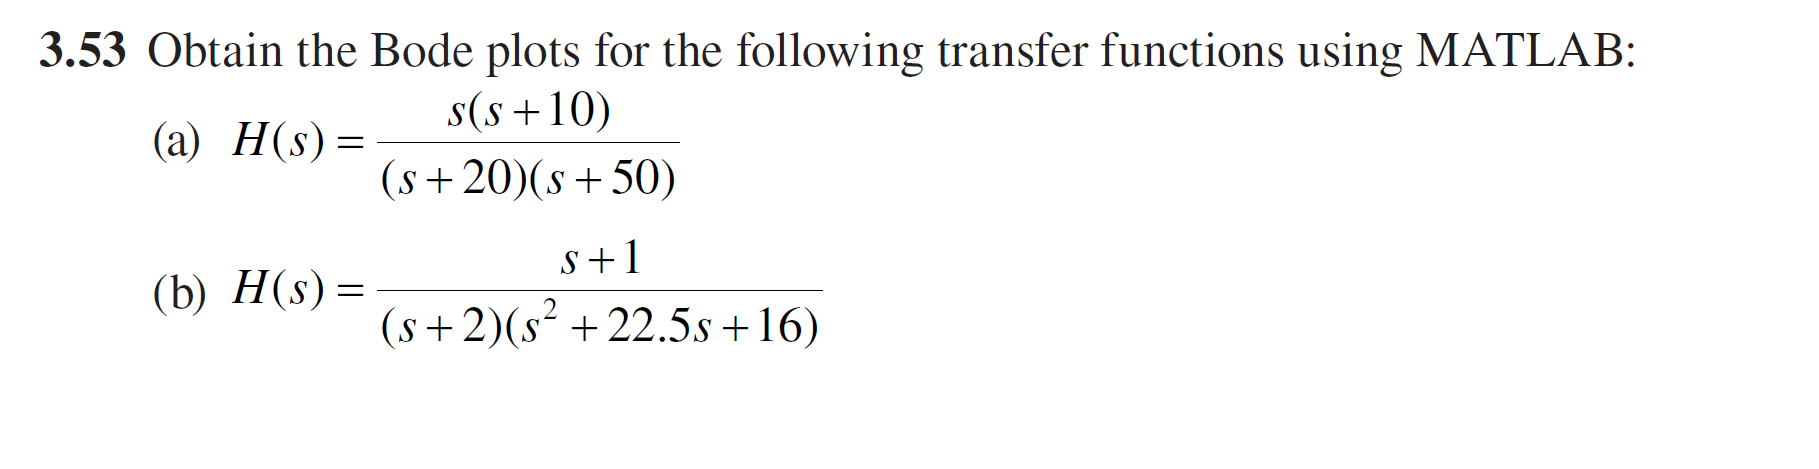 3.53 Obtain the Bode plots for the following transfer functions using MATLAB:
(a) H(s) = s(s+10) / (s+20)(s+50)
(b) H(s) = s+1 / (s+2)(s² +22.5s+16)